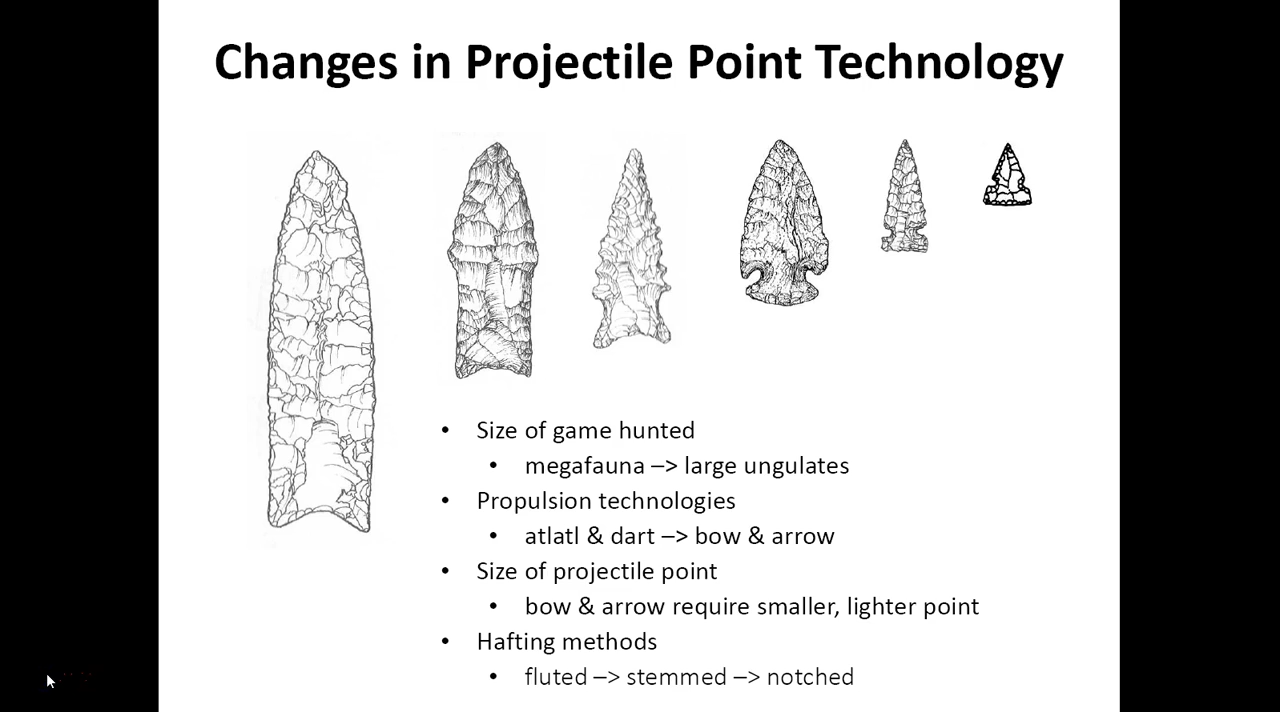 Changes in Projectile Point Technology
• Size of game hunted
• megafauna –> large ungulates
• Propulsion technologies
• atlatl & dart –> bow & arrow
• Size of projectile point
• bow & arrow require smaller, lighter point
• Hafting methods
• fluted –> stemmed –> notched